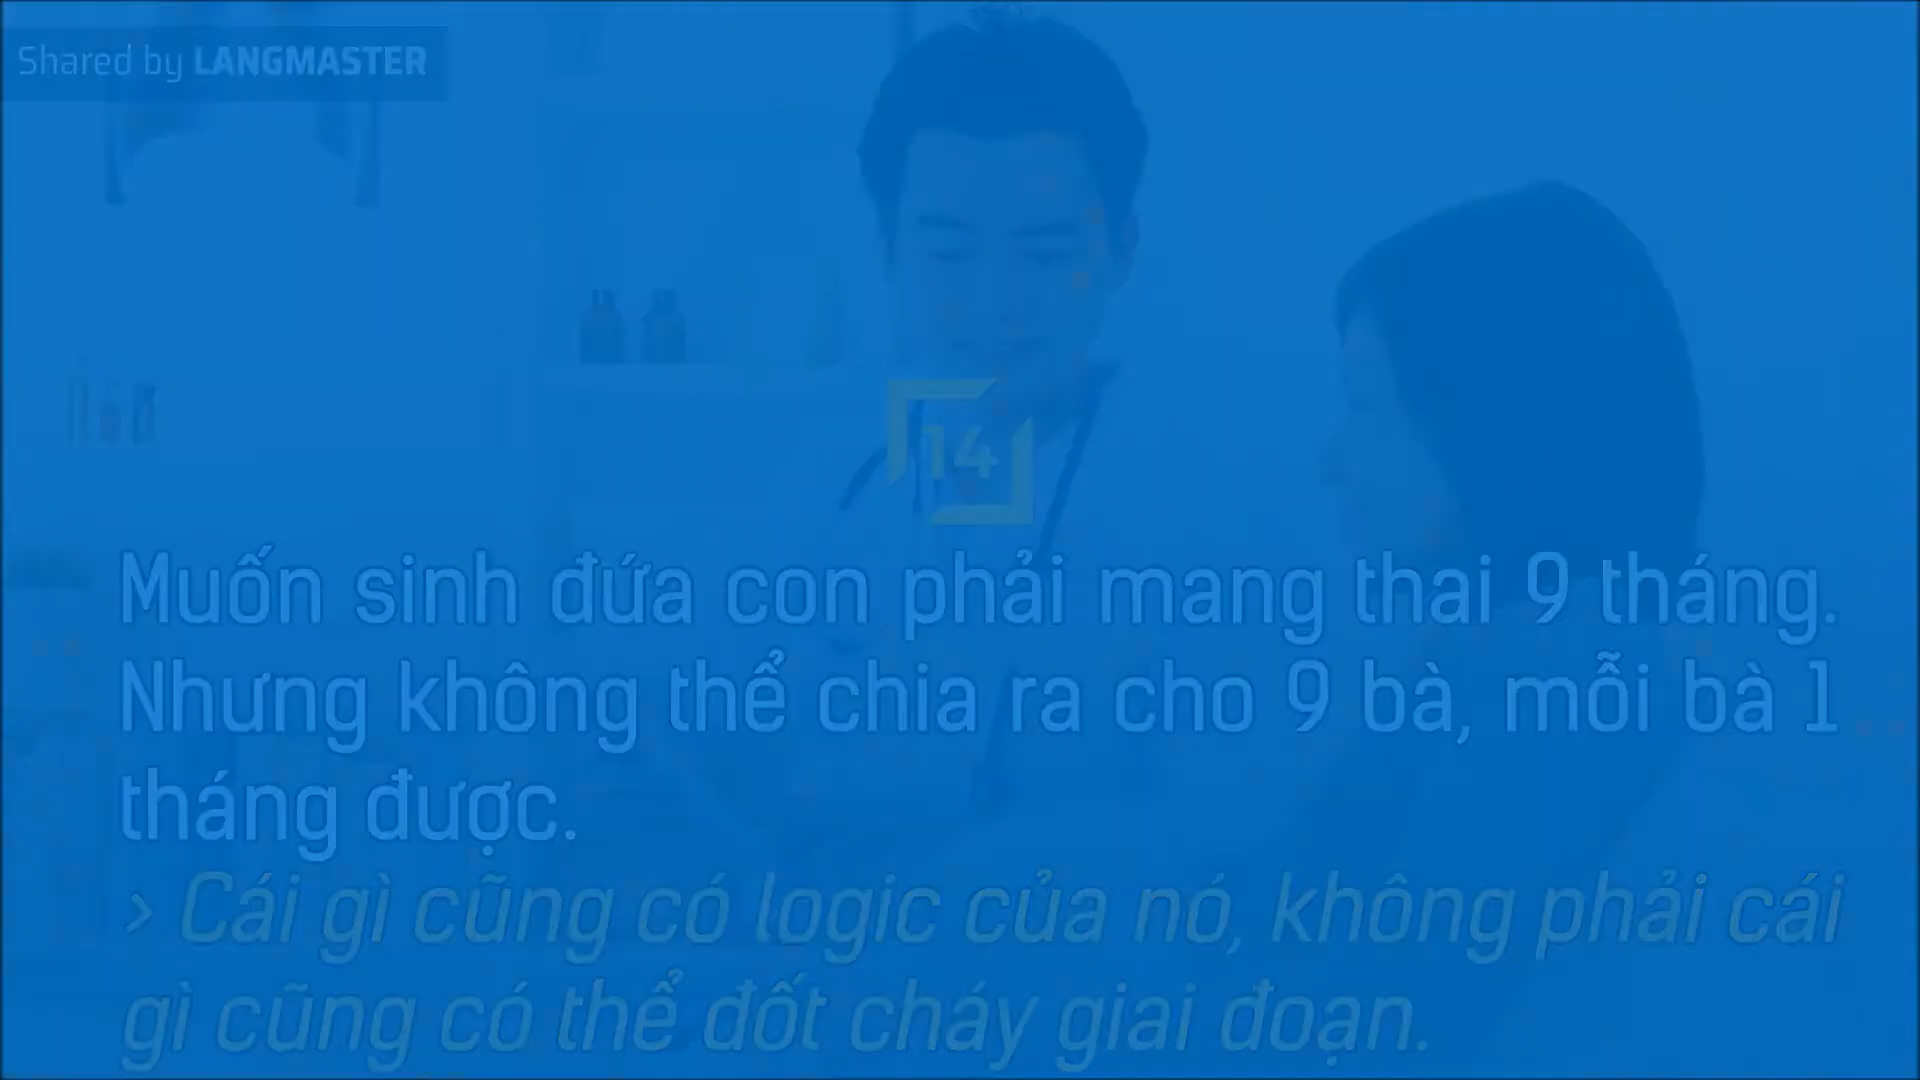 Shared by LANGMASTER
14
Muốn sinh đứa con phải mang thai 9 tháng.
Nhưng không thể chia ra cho 9 bà, mỗi bà 1
tháng được.
> Cái gì cũng có logic của nó, không phải cái
gì cũng có thể đốt cháy giai đoạn.